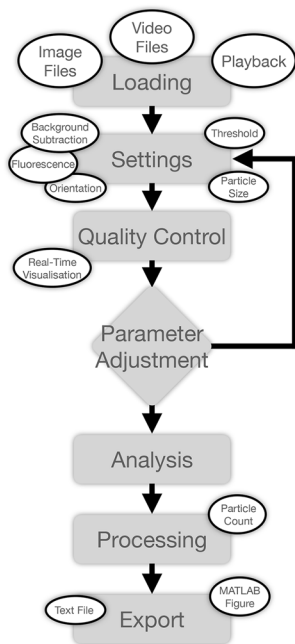 Video
Files
Image
Files
Playback
Loading
Background
Subtraction
Threshold
Fluorescence
Settings
Orientation
Particle
Size
Quality Control
Real-Time
Visualisation
Parameter
Adjustment
Analysis
Particle
Count
Processing
MATLAB
Figure
Text File
Export